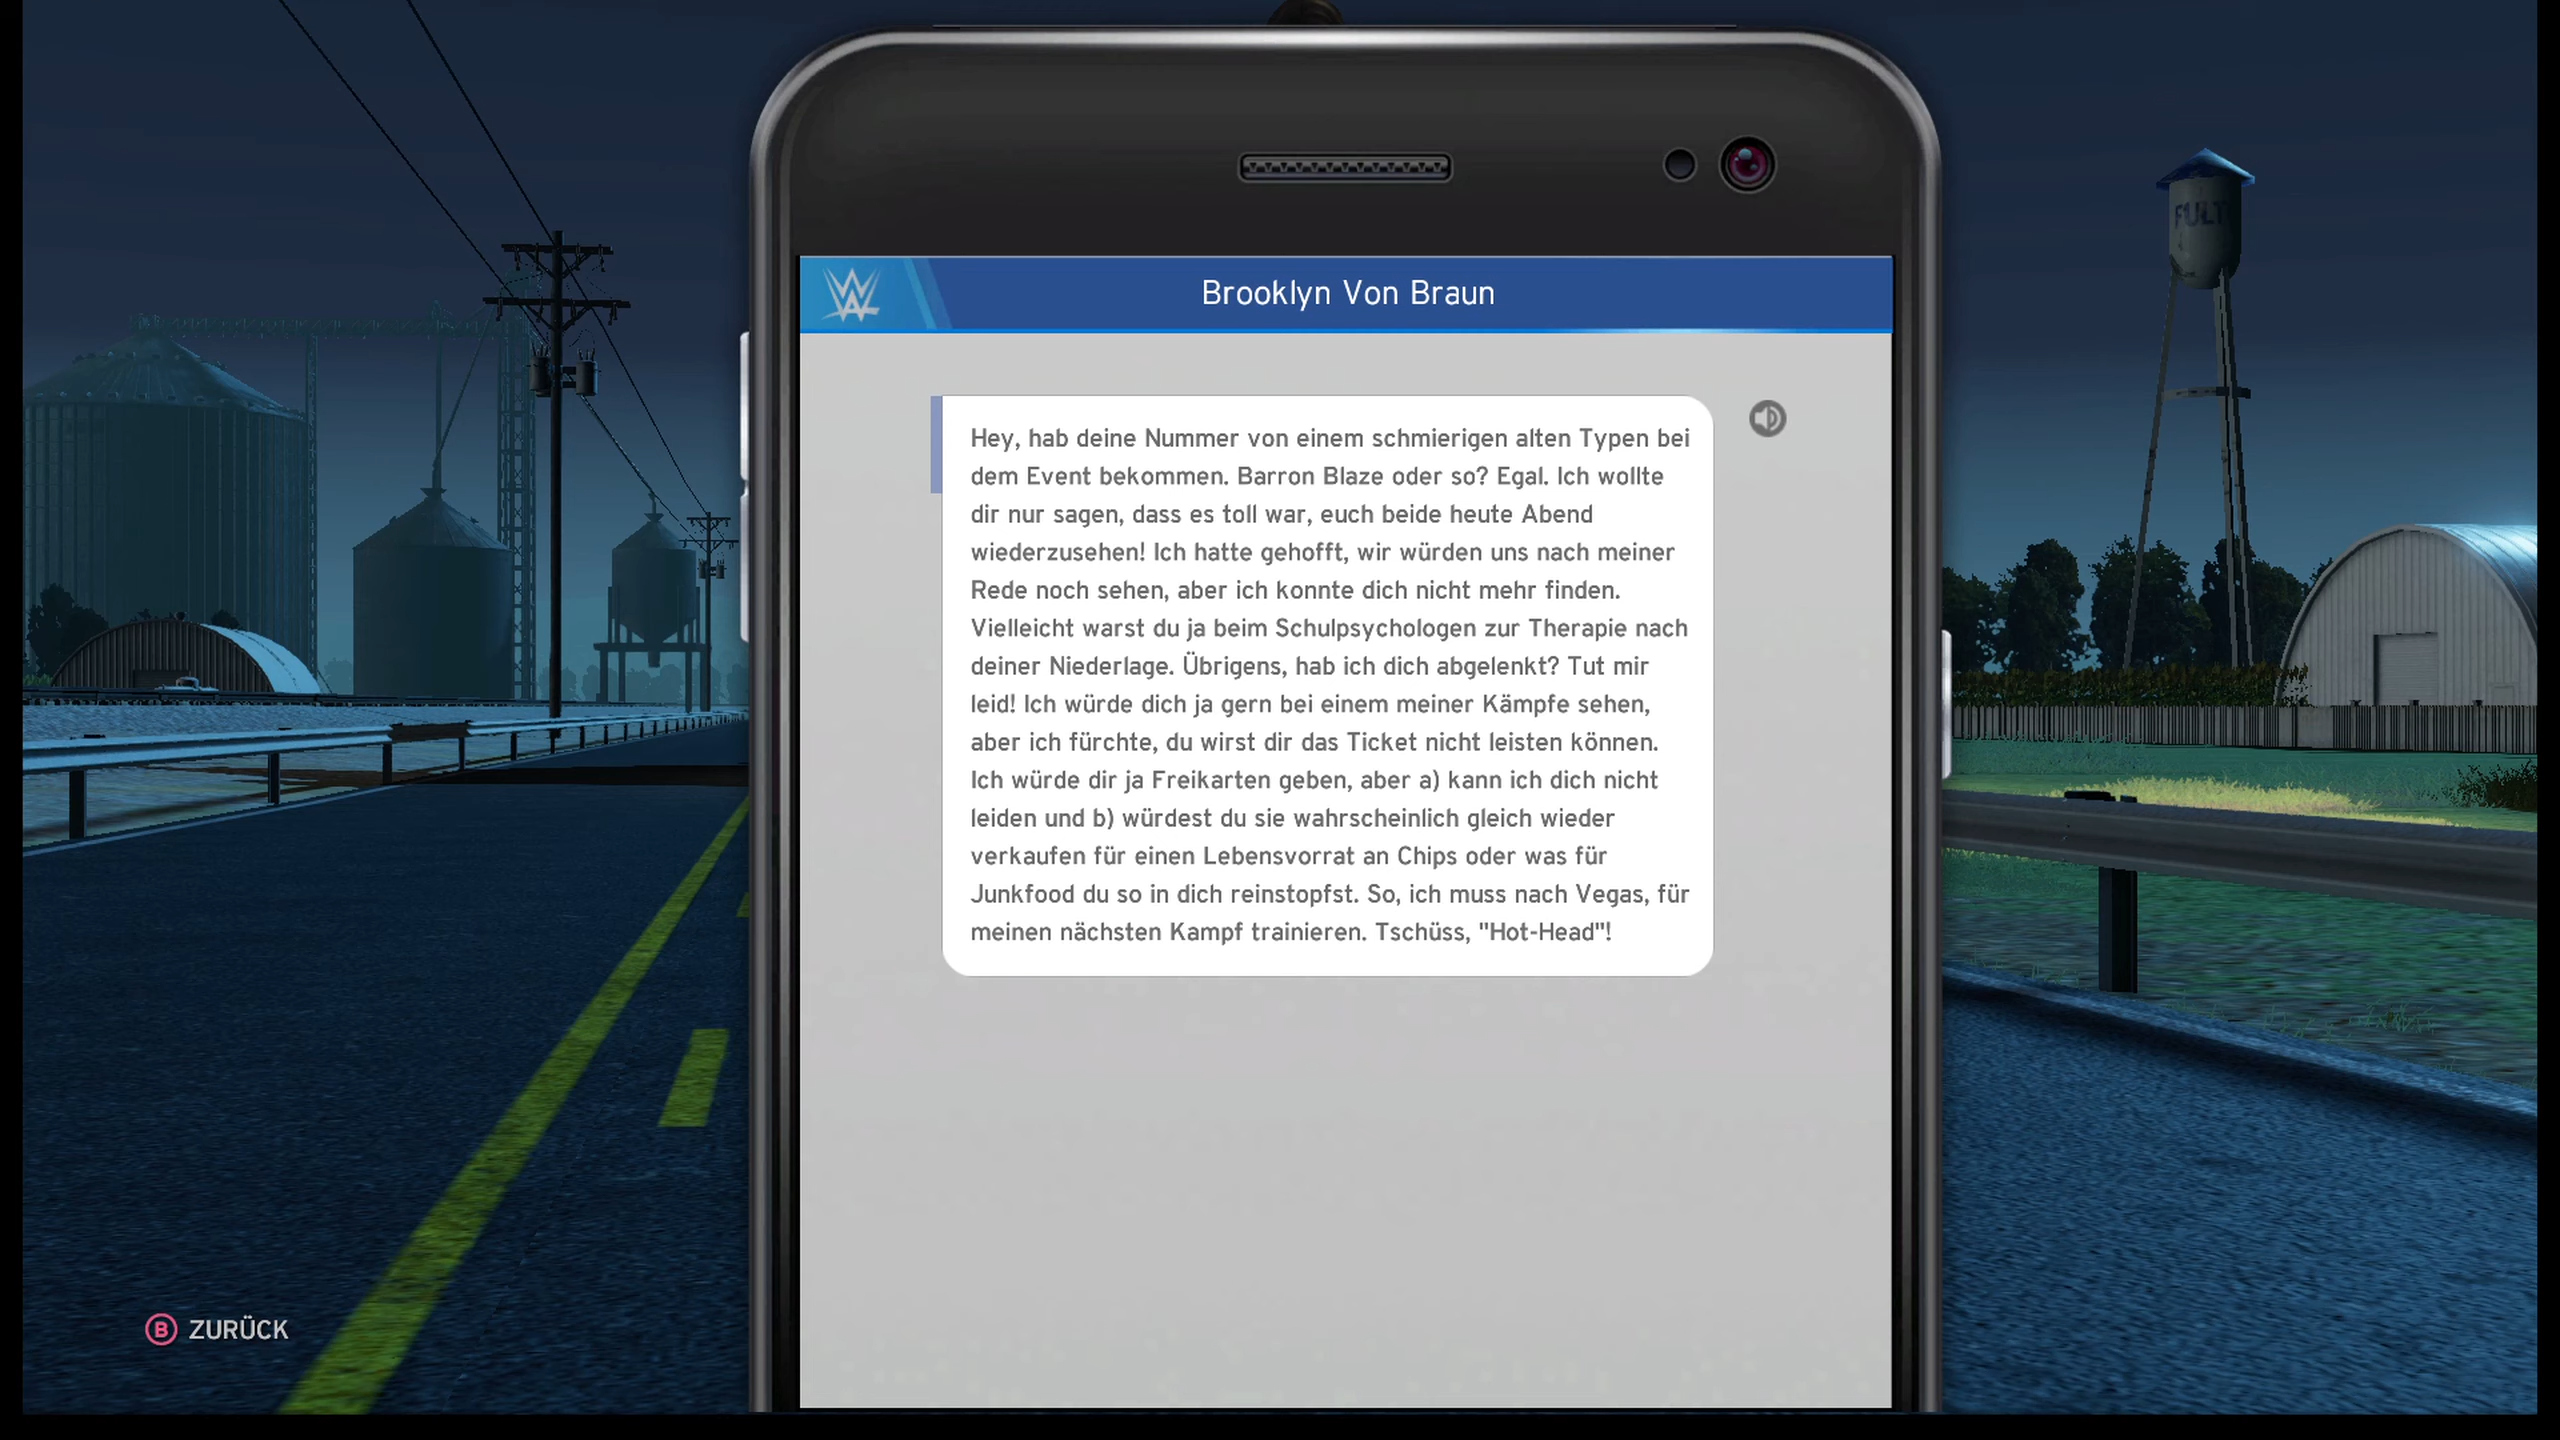 Brooklyn Von Braun
Hey, hab deine Nummer von einem schmierigen alten Typen bei
dem Event bekommen. Barron Blaze oder so? Egal. Ich wollte
dir nur sagen, dass es toll war, euch beide heute Abend
wiederzusehen! Ich hatte gehofft, wir würden uns nach meiner
Rede noch sehen, aber ich konnte dich nicht mehr finden.
Vielleicht warst du ja beim Schulpsychologen zur Therapie nach
deiner Niederlage. Übrigens, hab ich dich abgelenkt? Tut mir
leid! Ich würde dich ja gern bei einem meiner Kämpfe sehen,
aber ich fürchte, du wirst dir das Ticket nicht leisten können.
Ich würde dir ja Freikarten geben, aber a) kann ich dich nicht
leiden und b) würdest du sie wahrscheinlich gleich wieder
verkaufen für einen Lebensvorrat an Chips oder was für
Junkfood du so in dich reinstopfst. So, ich muss nach Vegas, für
meinen nächsten Kampf trainieren. Tschüss, "Hot-Head"!
FULT
B ZURÜCK